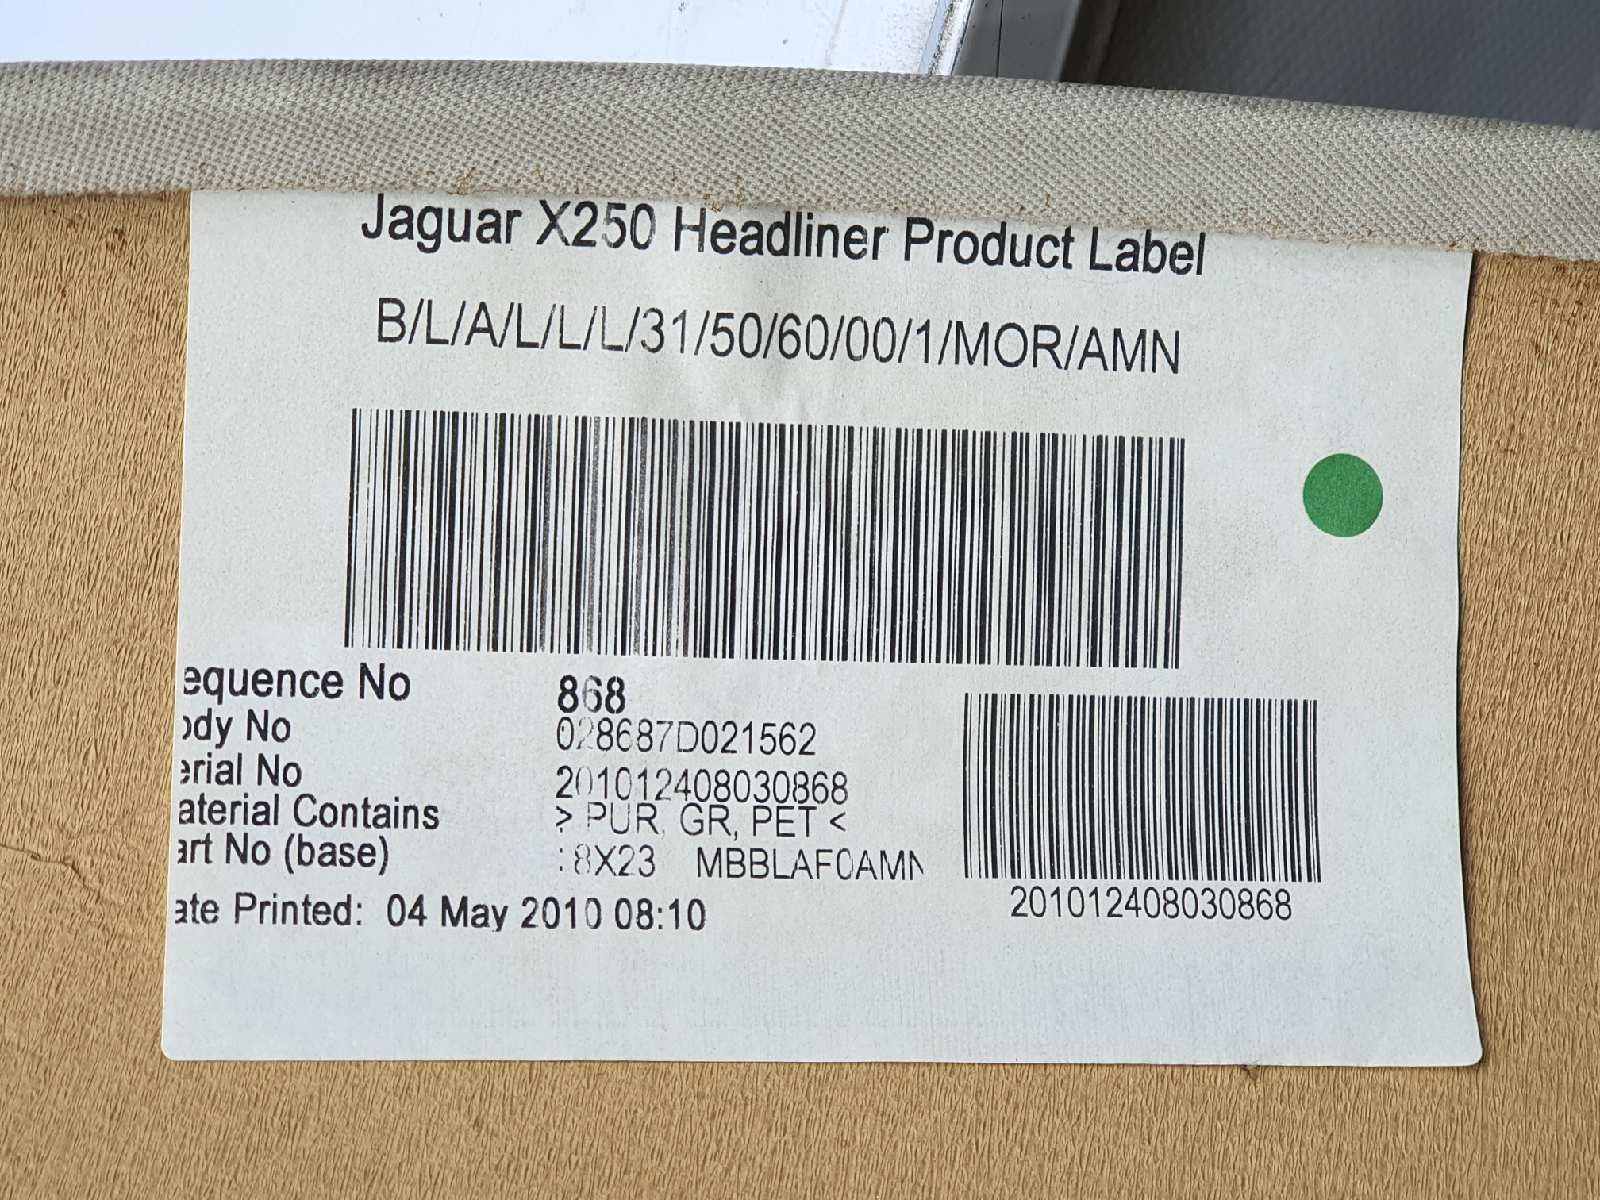 Jaguar X250 Headliner Product Label
B/L/A/L/L/L/31/50/60/00/1/MOR/AMN
equence No 868
ody No 028687D021562
erial No 201012408030868
aterial Contains > PUR, GR, PET <
art No (base) 8X23 MBBLAF0AMN
ate Printed: 04 May 2010 08:10
201012408030868